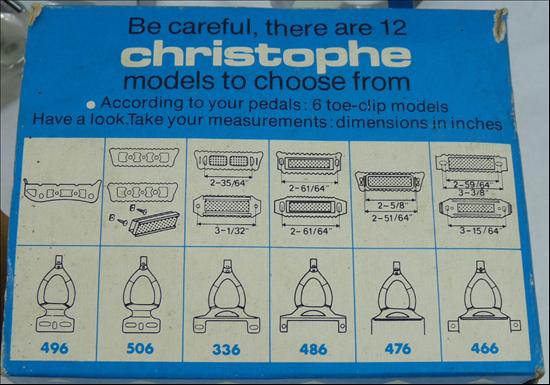 Be careful, there are 12
christophe
models to choose from
• According to your pedals: 6 toe-clip models
Have a look.Take your measurements: dimensions in inches
2-35/64"
3-1/32"
2-61/64"
2-61/64"
2-5/8"
2-51/64"
2-59/64"
3-3/8"
3-15/64"
496 506 336 486 476 466